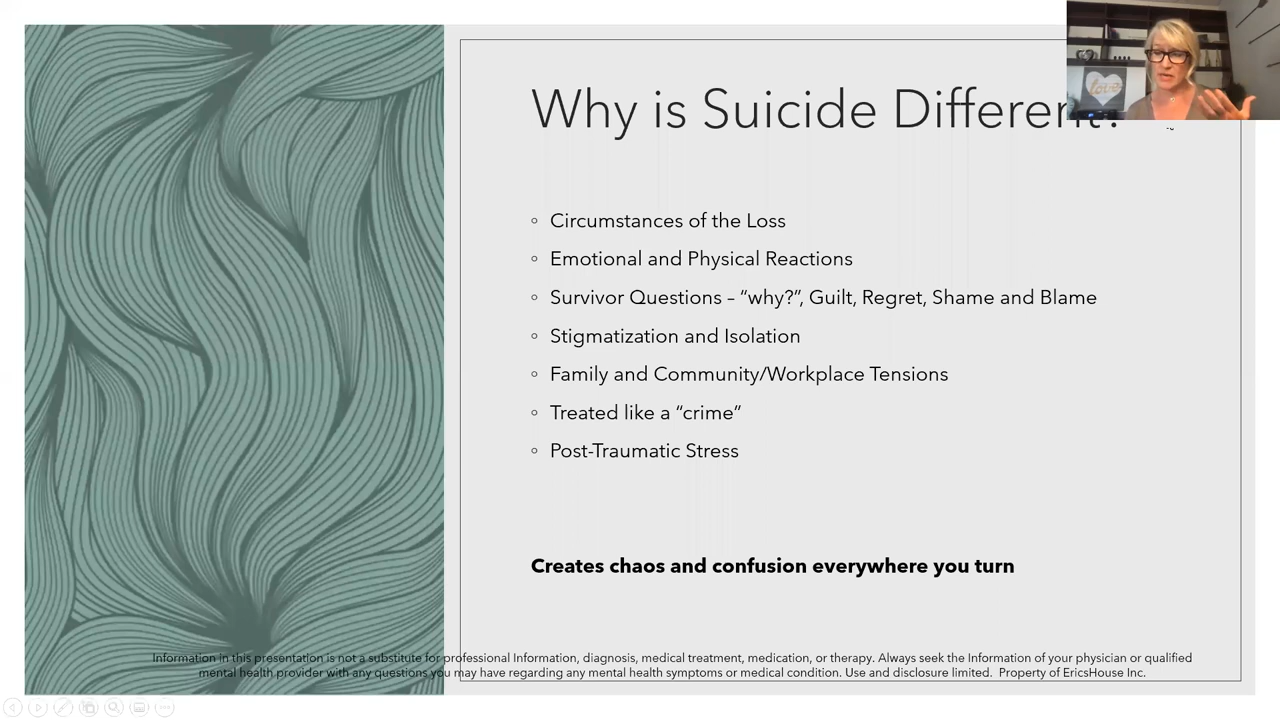 Why is Suicide Different?
love
Circumstances of the Loss
Emotional and Physical Reactions
Survivor Questions – “why?”, Guilt, Regret, Shame and Blame
Stigmatization and Isolation
Family and Community/Workplace Tensions
Treated like a “crime”
Post-Traumatic Stress
Creates chaos and confusion everywhere you turn
Information in this presentation is not a substitute for professional Information, diagnosis, medical treatment, medication, or therapy. Always seek the Information of your physician or qualified
mental health provider with any questions you may have regarding any mental health symptoms or medical condition. Use and disclosure limited. Property of EricsHouse Inc.